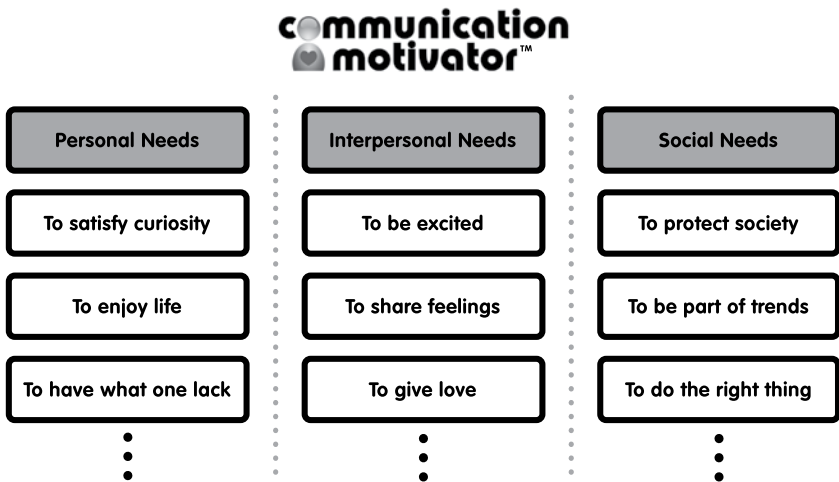 communication
motivator™
Personal Needs
To satisfy curiosity
To enjoy life
To have what one lack
Interpersonal Needs
To be excited
To share feelings
To give love
Social Needs
To protect society
To be part of trends
To do the right thing